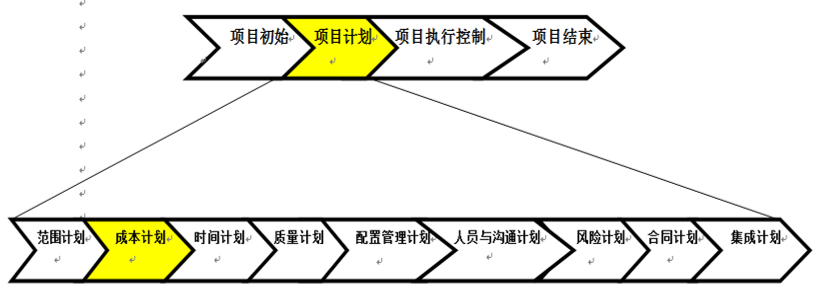 项目初始 项目计划 项目执行控制 项目结束
范围计划 成本计划 时间计划 质量计划 配置管理计划 人员与沟通计划 风险计划 合同计划 集成计划